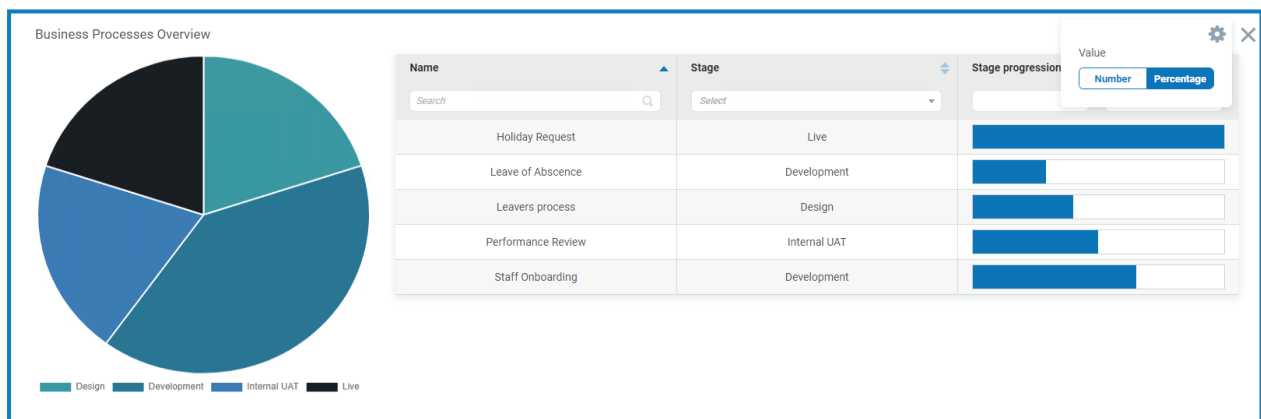 Business Processes Overview
Value
Number Percentage
Name Stage Stage progression
Search Select
Holiday Request Live
Leave of Abscence Development
Leavers process Design
Performance Review Internal UAT
Staff Onboarding Development
Design Development Internal UAT Live